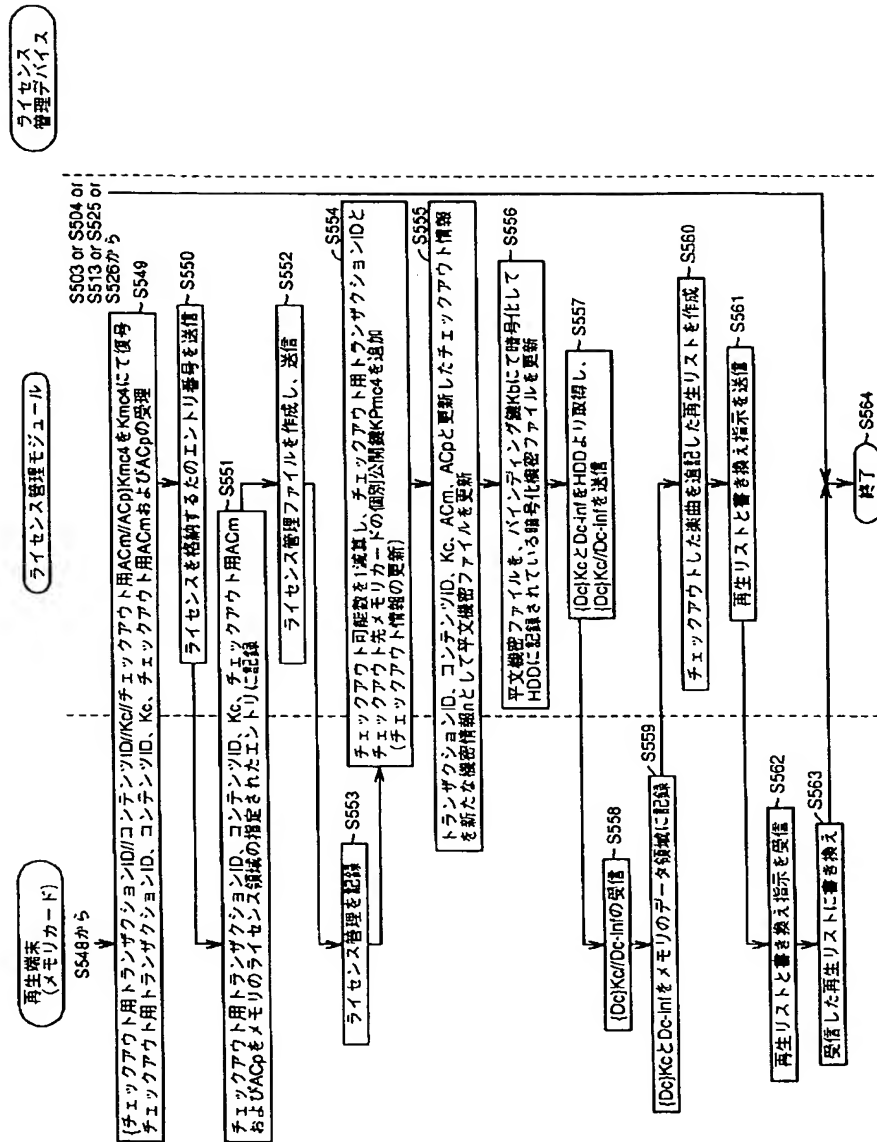 再生端末
(メモリカード)
ライセンス管理モジュール
ライセンス
管理デバイス
S548から
S503 or S504 or
S513 or S525 or
S526から
S549
{チェックアウト用トランザクションID//コンテンツID//Kc//チェックアウト用ACm//ACp}Kmc4をKmc4にて復号
チェックアウト用トランザクションID、コンテンツID、Kc、チェックアウト用ACmおよびACpの受理
S550
ライセンスを格納するためのエントリ番号を送信
S551
チェックアウト用トランザクションID、コンテンツID、Kc、チェックアウト用ACm
およびACpをメモリのライセンス領域の指定されたエントリに記録
S552
ライセンス管理ファイルを作成し、送信
S553
ライセンス管理を記録
S554
チェックアウト可能数を1減算し、チェックアウト用トランザクションIDと
チェックアウト先メモリカードの個別公開鍵KPmc4を追加
(チェックアウト情報の更新)
S555
トランザクションID、コンテンツID、Kc、ACm、ACpと更新したチェックアウト情報
を新たな機密情報nとして平文機密ファイルを更新
S556
平文機密ファイルを、バインディング鍵Kbにて暗号化して
HDDに記録されている暗号化機密ファイルを更新
S557
{Dc}KcとDc-infをHDDより取得し、
{Dc}Kc//Dc-Infを送信
S558
{Dc}Kc//Dc-Infの受信
S559
{Dc}KcとDc-Infをメモリのデータ領域に記録
S560
チェックアウトした楽曲を追記した再生リストを作成
S561
再生リストと書き換え指示を送信
S562
再生リストと書き換え指示を受信
S563
受信した再生リストに書き換え
S564
終了